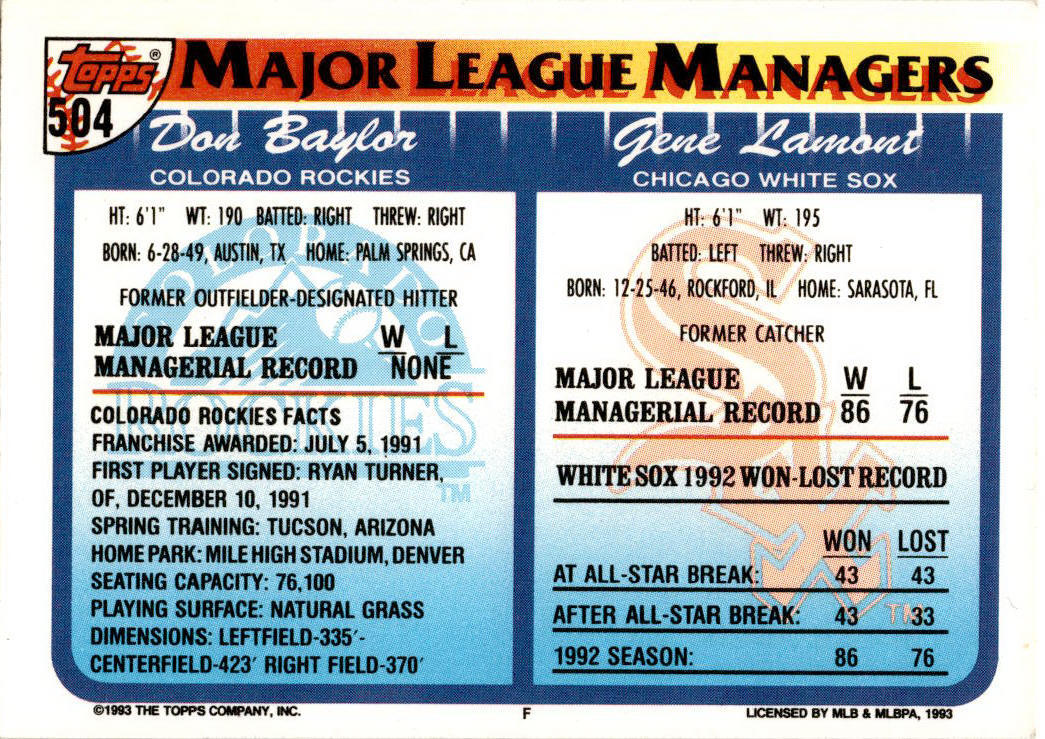 Topps®
504
MAJOR LEAGUE MANAGERS
Don Baylor
COLORADO ROCKIES
HT: 6'1" WT: 190 BATTED: RIGHT THREW: RIGHT
BORN: 6-28-49, AUSTIN, TX HOME: PALM SPRINGS, CA
FORMER OUTFIELDER-DESIGNATED HITTER
MAJOR LEAGUE W L
MANAGERIAL RECORD NONE
COLORADO ROCKIES FACTS
FRANCHISE AWARDED: JULY 5, 1991
FIRST PLAYER SIGNED: RYAN TURNER,
OF, DECEMBER 10, 1991
SPRING TRAINING: TUCSON, ARIZONA
HOME PARK: MILE HIGH STADIUM, DENVER
SEATING CAPACITY: 76,100
PLAYING SURFACE: NATURAL GRASS
DIMENSIONS: LEFTFIELD-335′-
CENTERFIELD-423′ RIGHT FIELD-370′
COLORADO
ROCKIES
TM
Gene Lamont
CHICAGO WHITE SOX
HT: 6'1" WT: 195
BATTED: LEFT THREW: RIGHT
BORN: 12-25-46, ROCKFORD, IL HOME: SARASOTA, FL
FORMER CATCHER
MAJOR LEAGUE W L
MANAGERIAL RECORD 86 76
WHITE SOX 1992 WON-LOST RECORD
WON LOST
AT ALL-STAR BREAK: 43 43
AFTER ALL-STAR BREAK: 43 33
1992 SEASON: 86 76
Sox
TM
©1993 THE TOPPS COMPANY, INC.
F
LICENSED BY MLB & MLBPA, 1993